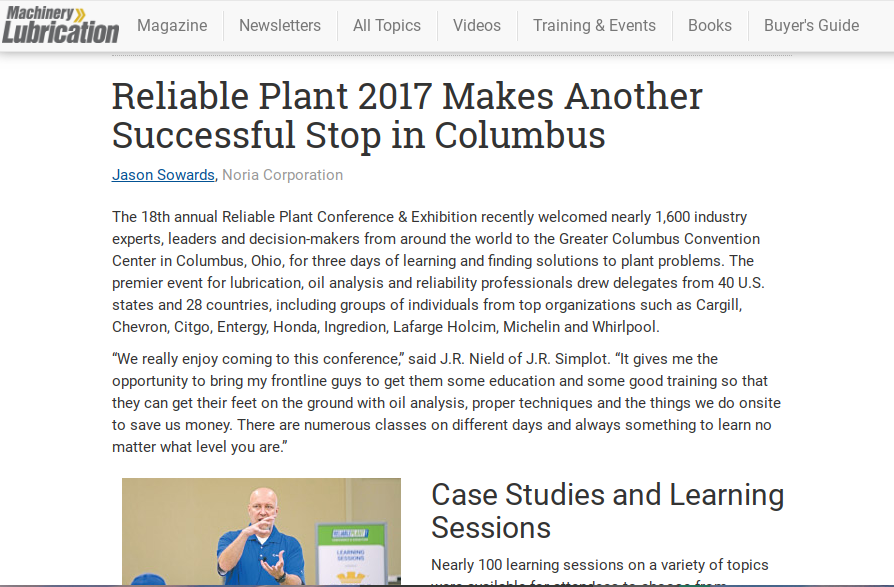 Machinery
Lubrication
Magazine
Newsletters
All Topics
Videos
Training & Events
Books
Buyer's Guide
Reliable Plant 2017 Makes Another
Successful Stop in Columbus
Jason Sowards, Noria Corporation
The 18th annual Reliable Plant Conference & Exhibition recently welcomed nearly 1,600 industry
experts, leaders and decision-makers from around the world to the Greater Columbus Convention
Center in Columbus, Ohio, for three days of learning and finding solutions to plant problems. The
premier event for lubrication, oil analysis and reliability professionals drew delegates from 40 U.S.
states and 28 countries, including groups of individuals from top organizations such as Cargill,
Chevron, Citgo, Entergy, Honda, Ingredion, Lafarge Holcim, Michelin and Whirlpool.
“We really enjoy coming to this conference,” said J.R. Nield of J.R. Simplot. “It gives me the
opportunity to bring my frontline guys to get them some education and some good training so that
they can get their feet on the ground with oil analysis, proper techniques and the things we do onsite
to save us money. There are numerous classes on different days and always something to learn no
matter what level you are.”
RELIABLEPLANT
LEARNING
SESSIONS
Case Studies and Learning
Sessions
Nearly 100 learning sessions on a variety of topics
were available for attendees to choose from